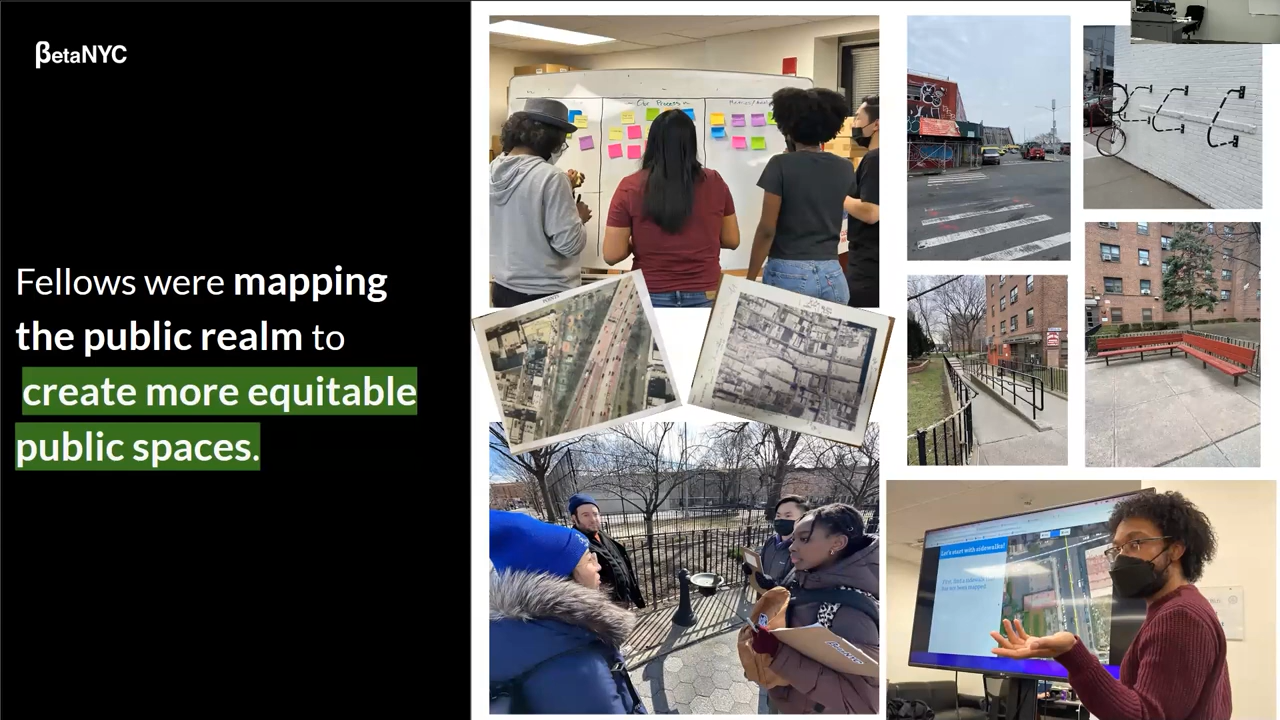 βetaNYC
Fellows were mapping
the public realm to
create more equitable
public spaces.
Let's start with sidewalks!